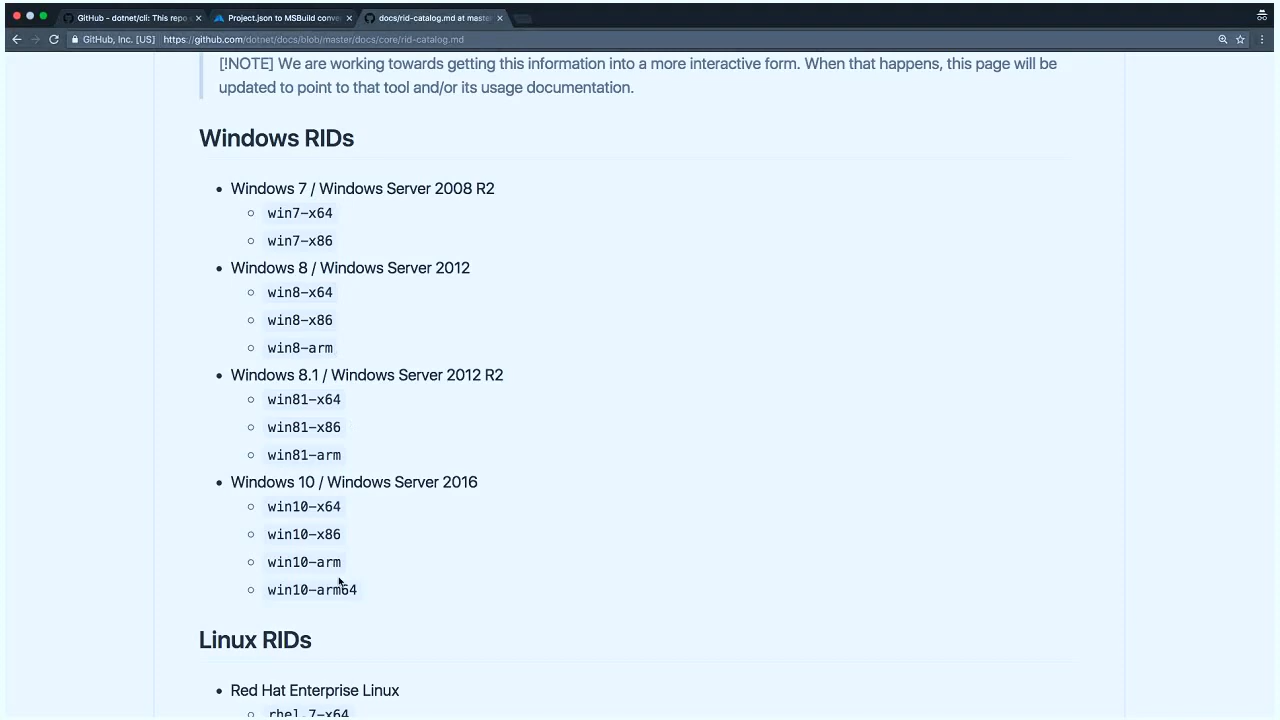 GitHub - dotnet/cli: This repo
Project.json to MSBuild conve
docs/rid-catalog.md at master
GitHub, Inc. [US] https://github.com/dotnet/docs/blob/master/docs/core/rid-catalog.md
[!NOTE] We are working towards getting this information into a more interactive form. When that happens, this page will be
updated to point to that tool and/or its usage documentation.
Windows RIDs
Windows 7 / Windows Server 2008 R2
win7-x64
win7-x86
Windows 8 / Windows Server 2012
win8-x64
win8-x86
win8-arm
Windows 8.1 / Windows Server 2012 R2
win81-x64
win81-x86
win81-arm
Windows 10 / Windows Server 2016
win10-x64
win10-x86
win10-arm
win10-arm64
Linux RIDs
Red Hat Enterprise Linux
rhel.7-x64